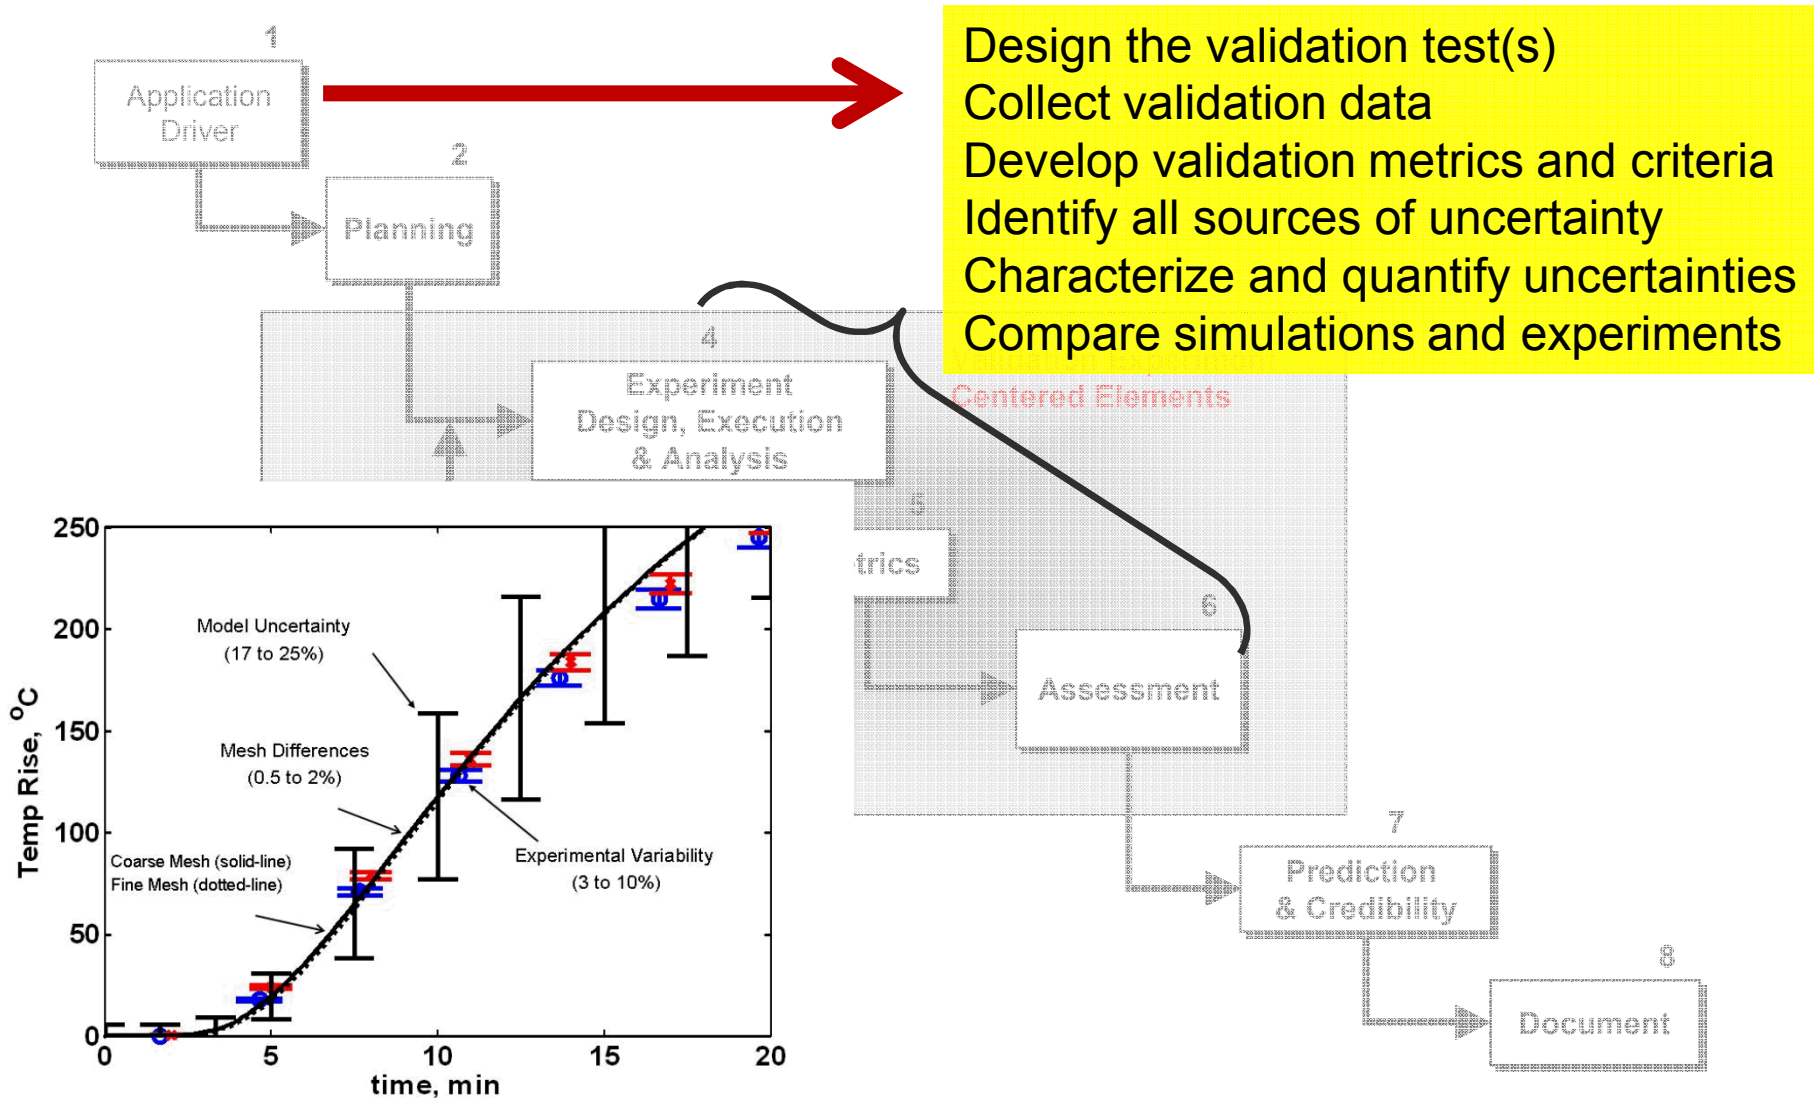 1
Application
Driver
2
Planning
Design the validation test(s)
Collect validation data
Develop validation metrics and criteria
Identify all sources of uncertainty
Characterize and quantify uncertainties
Compare simulations and experiments
4
Experiment
Design, Execution
& Analysis
Centered Elements
5
trics
6
Assessment
7
Prediction
& Credibility
8
Document
250
200
150
100
50
0
Temp Rise, °C
Model Uncertainty
(17 to 25%)
Mesh Differences
(0.5 to 2%)
Coarse Mesh (solid-line)
Fine Mesh (dotted-line)
Experimental Variability
(3 to 10%)
0 5 10 15 20
time, min